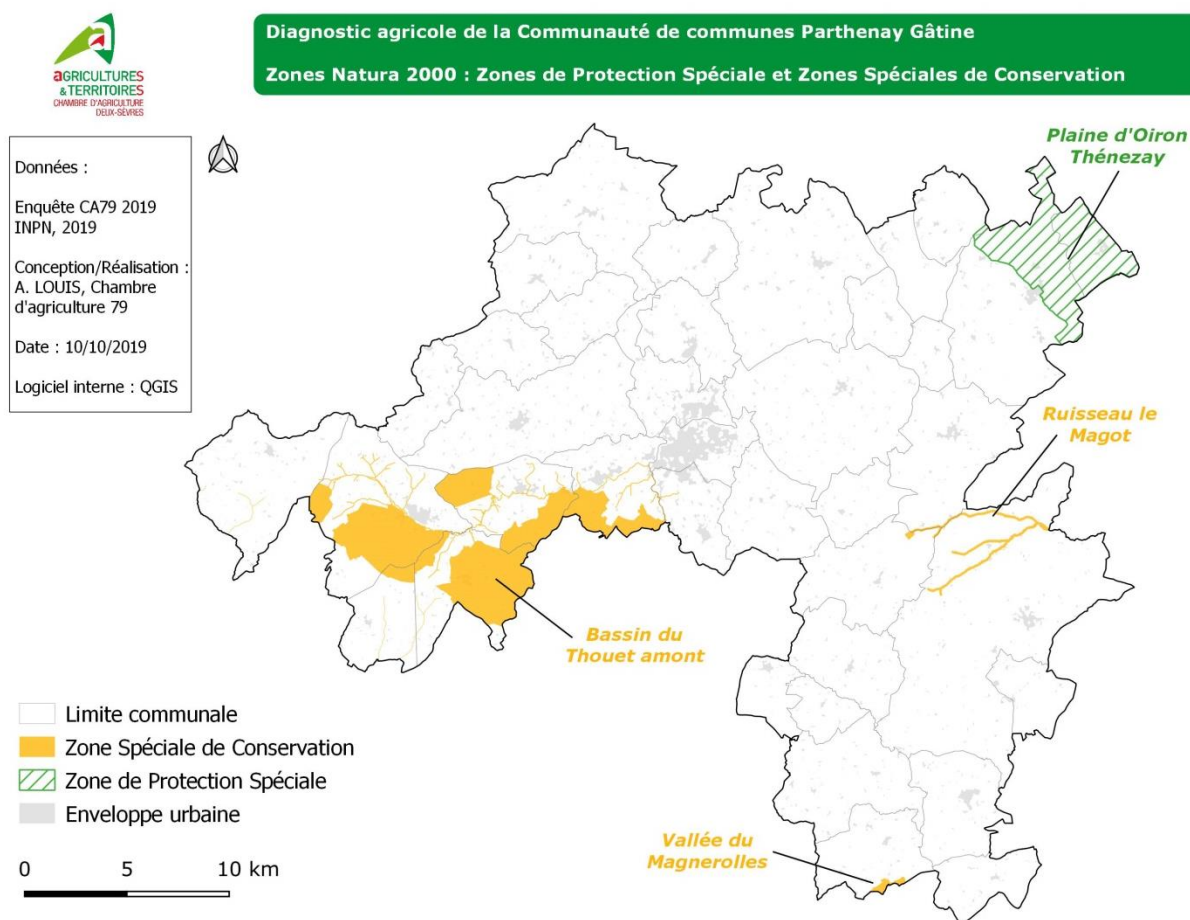 Diagnostic agricole de la Communauté de communes Parthenay Gâtine
Zones Natura 2000 : Zones de Protection Spéciale et Zones Spéciales de Conservation
aGRICULTURES
& TERRITOIRES
CHAMBRE D'AGRICULTURE
DEUX-SÈVRES
Données :
Enquête CA79 2019
INPN, 2019
Conception/Réalisation :
A. LOUIS, Chambre
d'agriculture 79
Date : 10/10/2019
Logiciel interne : QGIS
Plaine d'Oiron
Thénezay
Ruisseau le
Magot
Bassin du
Thouet amont
Vallée du
Magnerolles
Limite communale
Zone Spéciale de Conservation
Zone de Protection Spéciale
Enveloppe urbaine
0 5 10 km